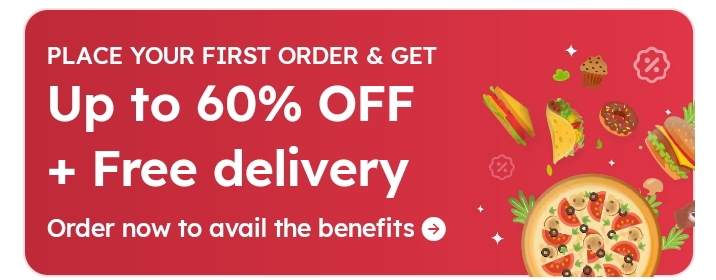 PLACE YOUR FIRST ORDER & GET
Up to 60% OFF
+ Free delivery
Order now to avail the benefits